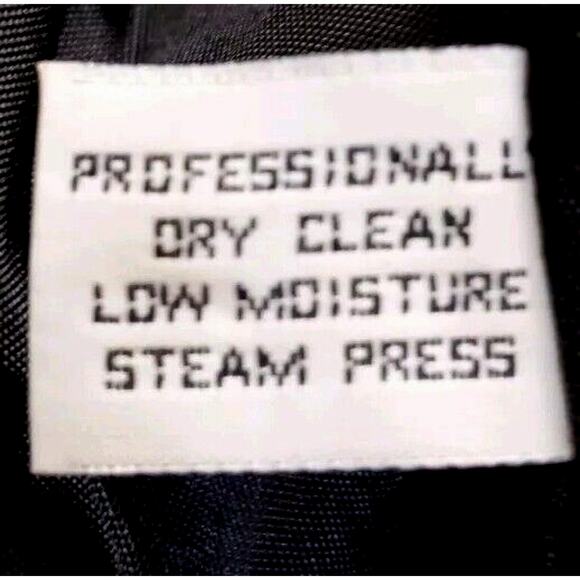 PROFESSIONALL
DRY CLEAN
LOW MOISTURE
STEAM PRESS